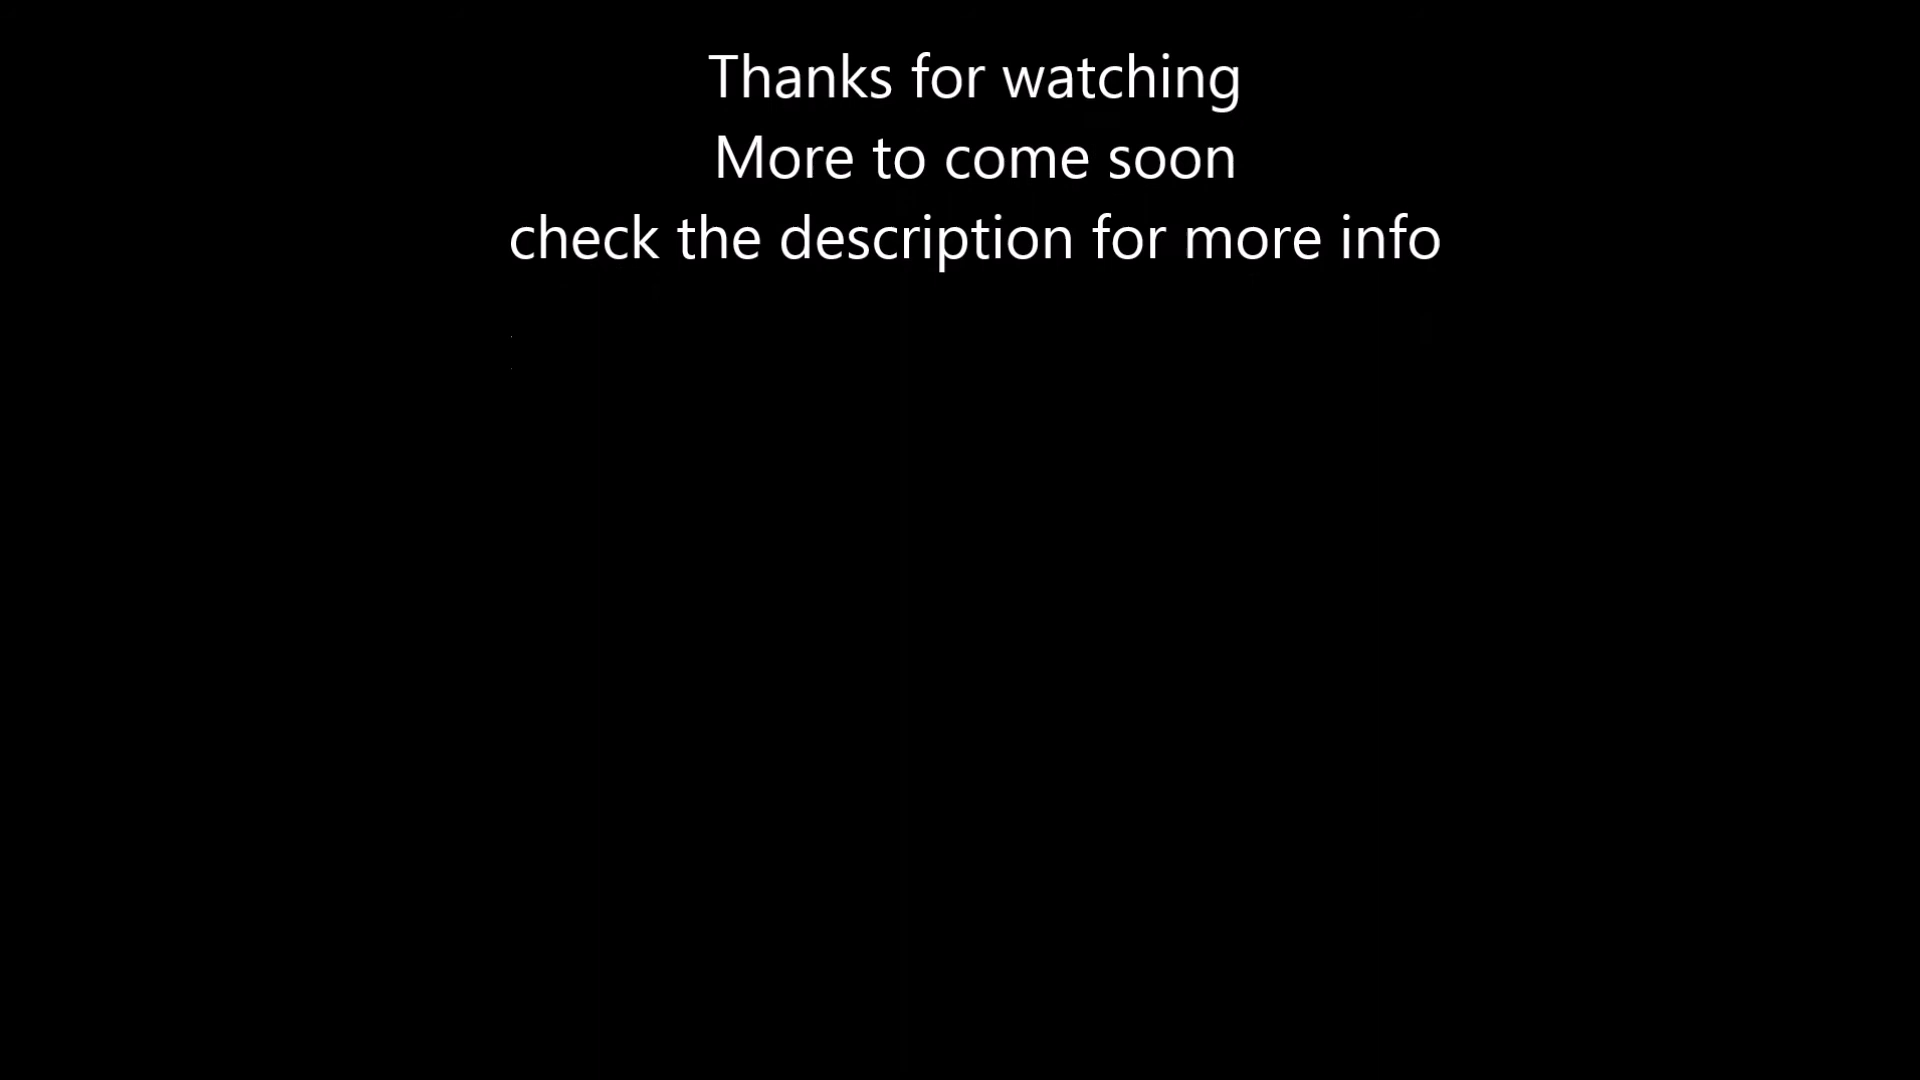 Thanks for watching
More to come soon
check the description for more info